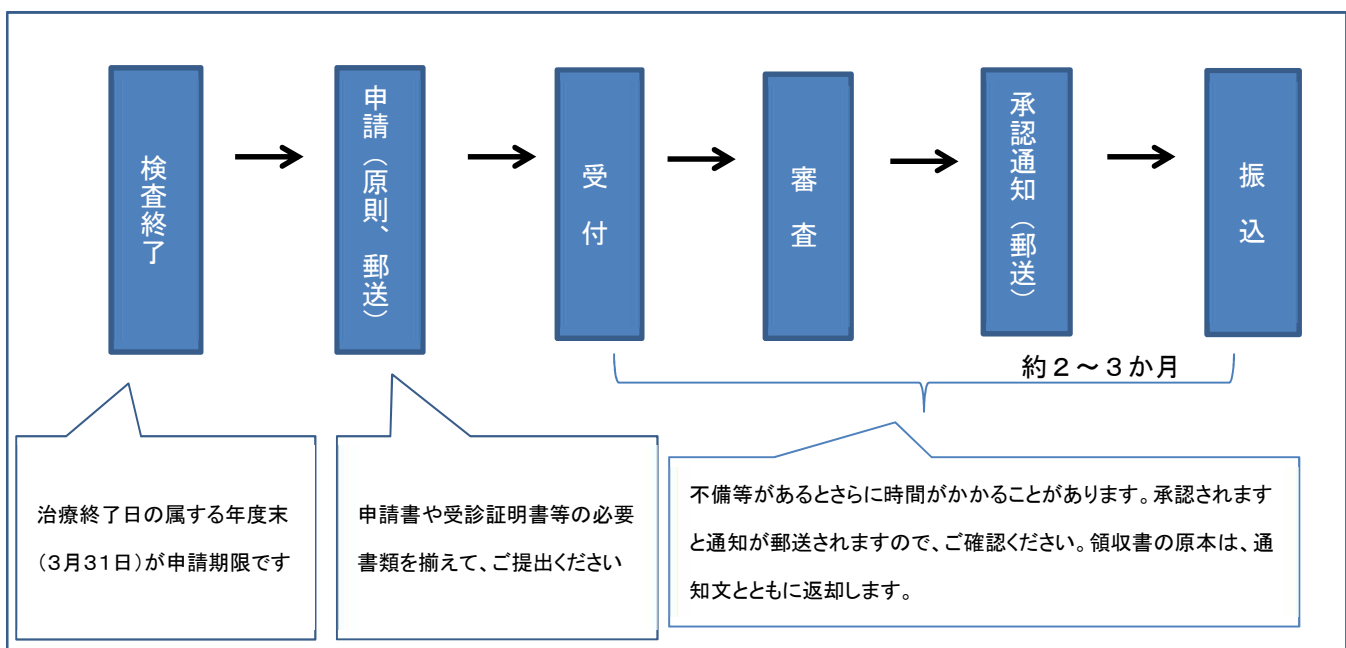 検査終了
申請（原則、郵送）
受付
審査
承認通知（郵送）
振込
約２～３か月
治療終了日の属する年度末
（３月３１日）が申請期限です
申請書や受診証明書等の必要
書類を揃えて、ご提出ください
不備等があるとさらに時間がかかることがあります。承認されます
と通知が郵送されますので、ご確認ください。領収書の原本は、通
知文とともに返却します。